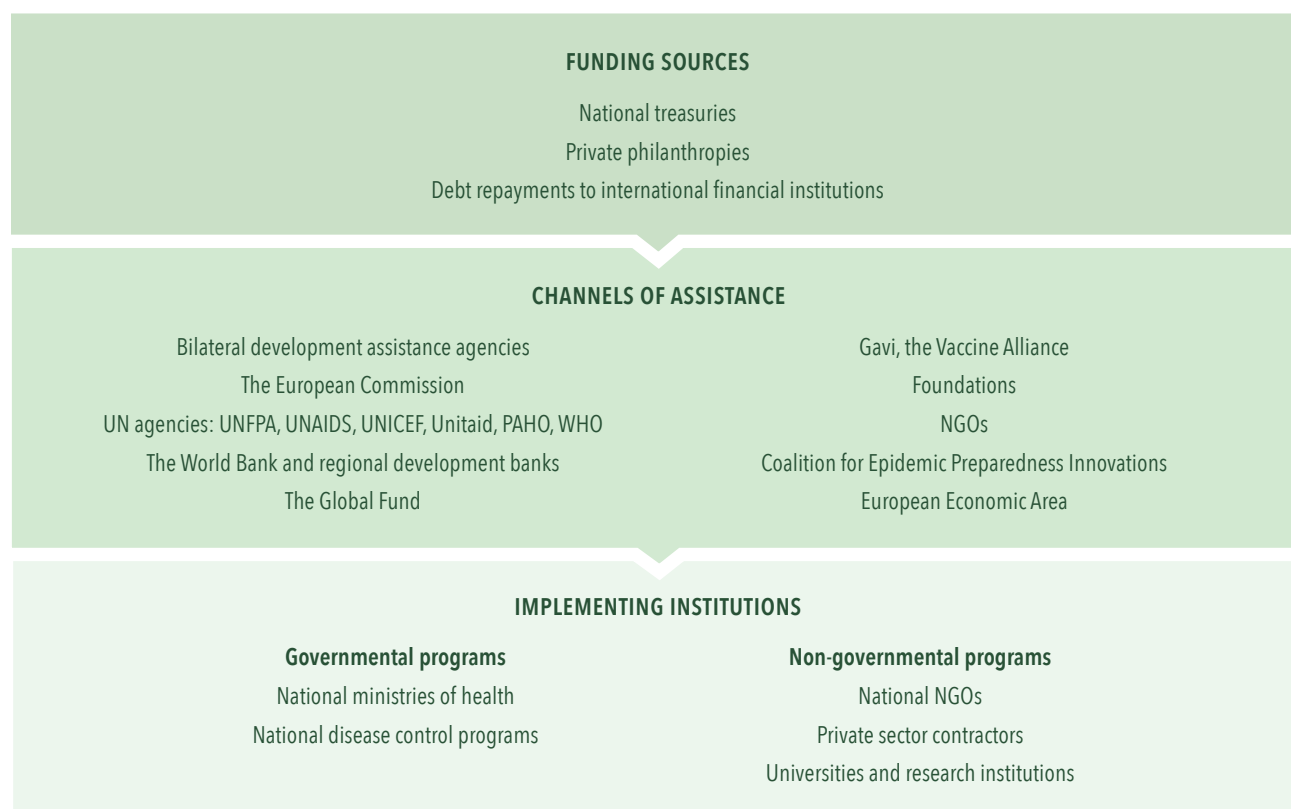 FUNDING SOURCES
National treasuries
Private philanthropies
Debt repayments to international financial institutions
CHANNELS OF ASSISTANCE
Bilateral development assistance agencies
The European Commission
UN agencies: UNFPA, UNAIDS, UNICEF, Unitaid, PAHO, WHO
The World Bank and regional development banks
The Global Fund
Gavi, the Vaccine Alliance
Foundations
NGOs
Coalition for Epidemic Preparedness Innovations
European Economic Area
IMPLEMENTING INSTITUTIONS
Governmental programs
National ministries of health
National disease control programs
Non-governmental programs
National NGOs
Private sector contractors
Universities and research institutions